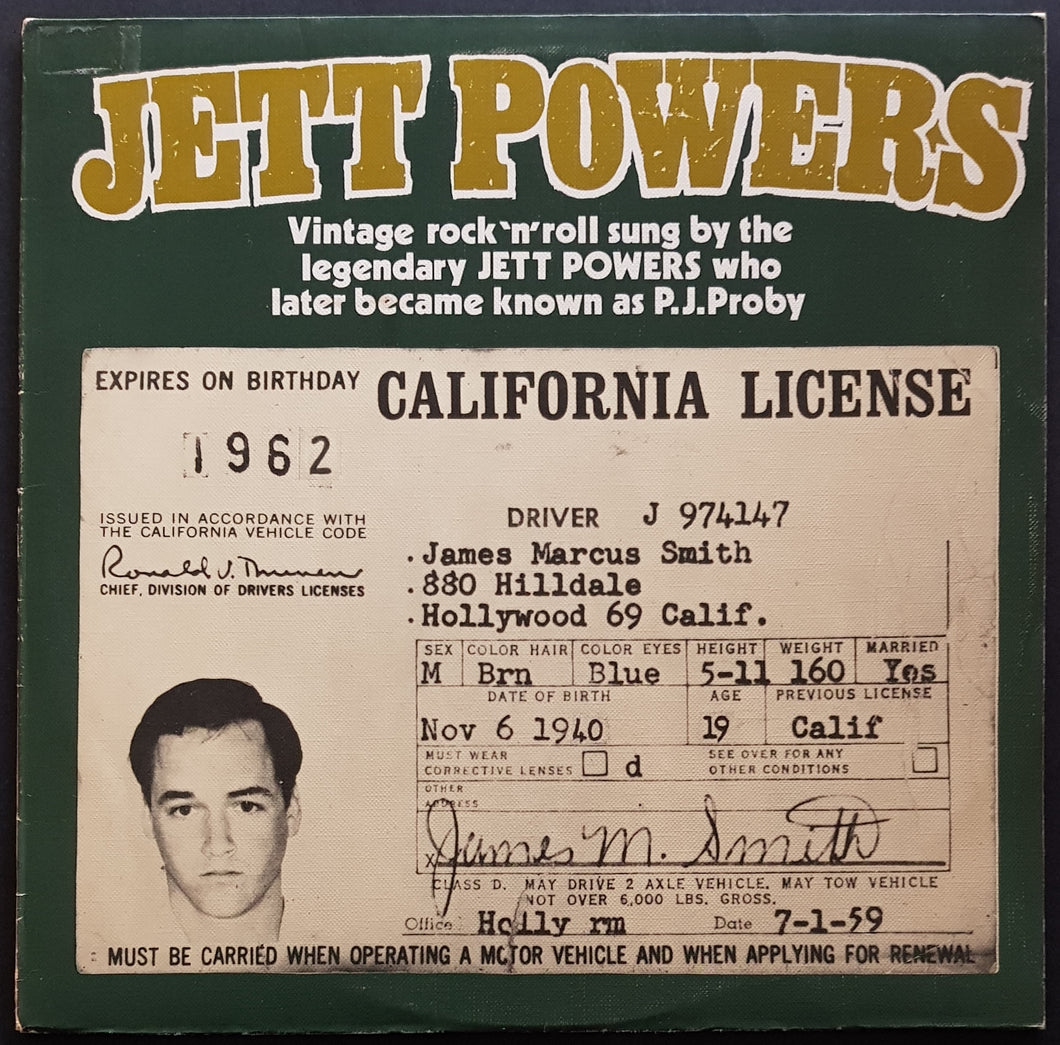 JETT POWERS
Vintage rock 'n' roll sung by the
legendary JETT POWERS who
later became known as P.J.Proby
EXPIRES ON BIRTHDAY
CALIFORNIA LICENSE
1962
ISSUED IN ACCORDANCE WITH
THE CALIFORNIA VEHICLE CODE
CHIEF, DIVISION OF DRIVERS LICENSES
DRIVER J 974147
James Marcus Smith
880 Hilldale
Hollywood 69 Calif.
SEX COLOR HAIR COLOR EYES HEIGHT WEIGHT MARRIED
M Brn Blue 5-11 160 Yes
DATE OF BIRTH AGE PREVIOUS LICENSE
Nov 6 1940 19 Calif
MUST WEAR
CORRECTIVE LENSES d
SEE OVER FOR ANY
OTHER CONDITIONS
OTHER
ADDRESS
X James M. Smith
CLASS D. MAY DRIVE 2 AXLE VEHICLE. MAY TOW VEHICLE
NOT OVER 6,000 LBS. GROSS.
Office Holly rm Date 7-1-59
MUST BE CARRIED WHEN OPERATING A MOTOR VEHICLE AND WHEN APPLYING FOR RENEWAL